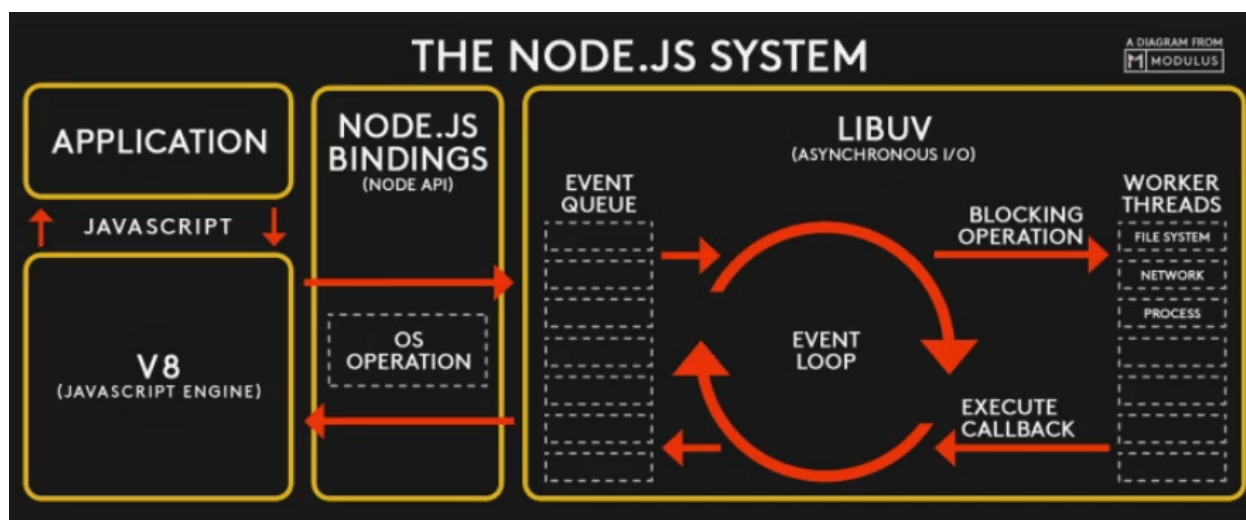 THE NODE.JS SYSTEM
A DIAGRAM FROM
M MODULUS
APPLICATION
JAVASCRIPT
V8
(JAVASCRIPT ENGINE)
NODE.JS
BINDINGS
(NODE API)
OS
OPERATION
LIBUV
(ASYNCHRONOUS I/O)
EVENT
QUEUE
EVENT
LOOP
BLOCKING
OPERATION
EXECUTE
CALLBACK
WORKER
THREADS
FILE SYSTEM
NETWORK
PROCESS